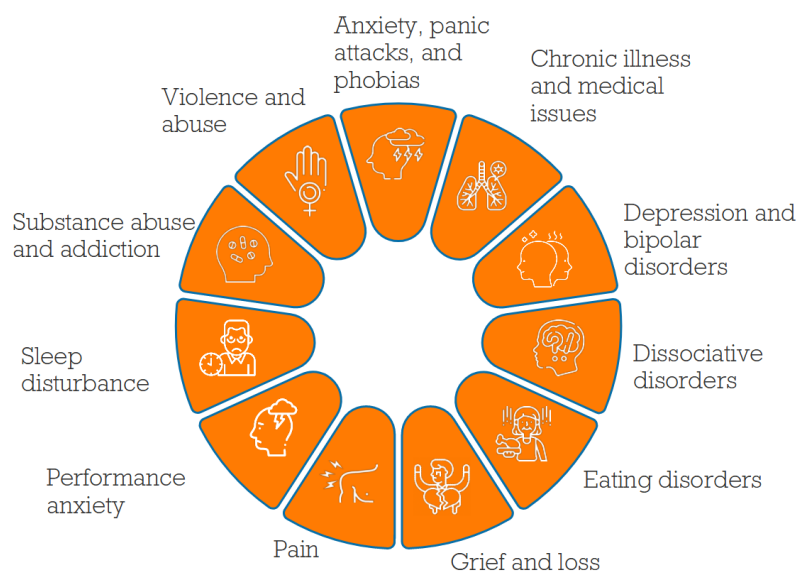 Anxiety, panic
attacks, and
phobias
Chronic illness
and medical
issues
Depression and
bipolar
disorders
Dissociative
disorders
Eating disorders
Grief and loss
Pain
Performance
anxiety
Sleep
disturbance
Substance abuse
and addiction
Violence and
abuse